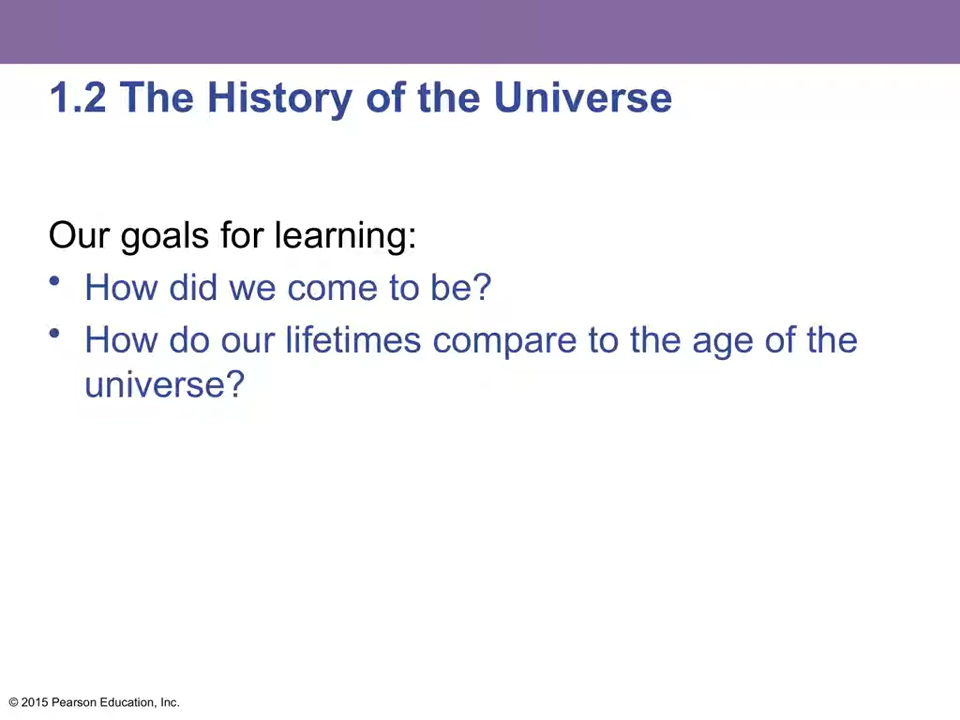 1.2 The History of the Universe
Our goals for learning:
• How did we come to be?
• How do our lifetimes compare to the age of the
universe?
© 2015 Pearson Education, Inc.